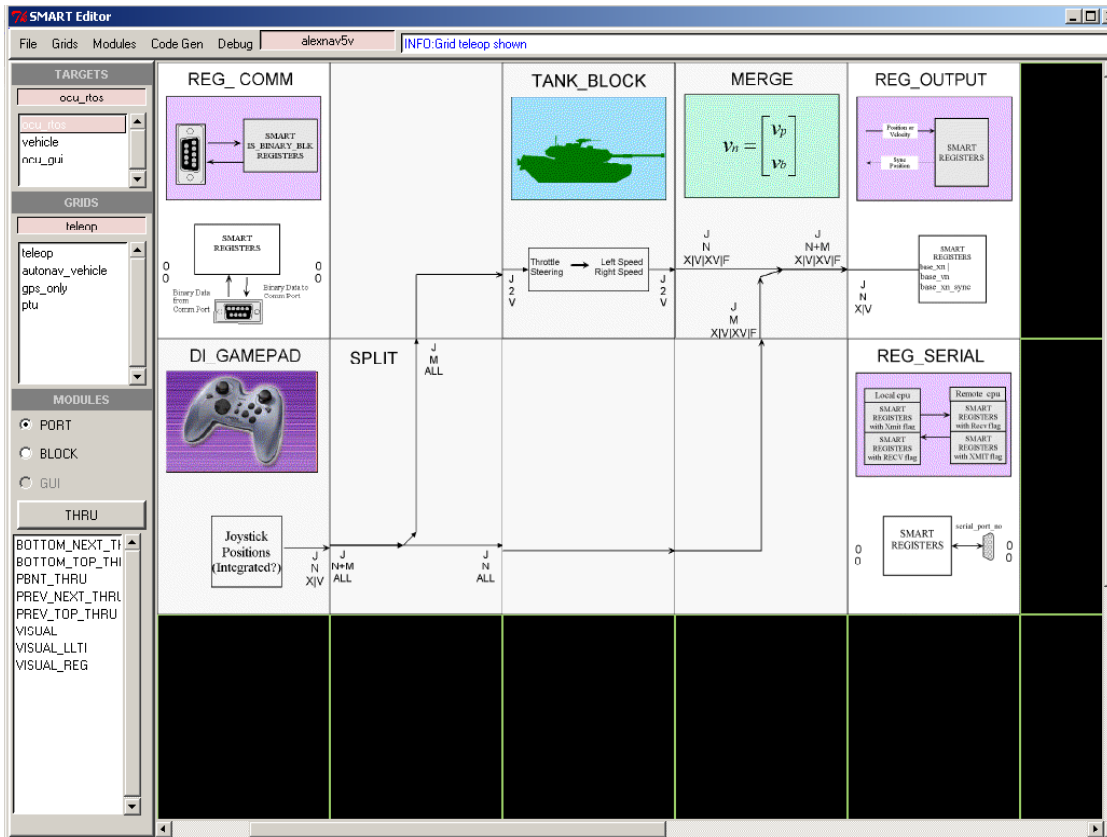 SMART Editor
File Grids Modules Code Gen Debug alexnav5v INFO:Grid teleop shown
TARGETS
ocu_rtos
ocu_rtos
vehicle
ocu_gui
GRIDS
teleop
teleop
autonav_vehicle
gps_only
ptu
MODULES
PORT
BLOCK
GUI
THRU
BOTTOM_NEXT_TH
BOTTOM_TOP_THI
PBNT_THRU
PREV_NEXT_THRU
PREV_TOP_THRU
VISUAL
VISUAL_LLTI
VISUAL_REG
REG_COMM
SMART
IS_BINARY_BLK
REGISTERS
SMART
REGISTERS
0
0
0
0
Binary Data
from
Comm Port
Binary Data to
Comm Port
TANK_BLOCK
Throttle
Steering
Left Speed
Right Speed
J
2
V
J
2
V
MERGE
vn = [vp
vb]
J
N
X|V|XV|F
J
N+M
X|V|XV|F
J
M
X|V|XV|F
REG_OUTPUT
Position or
Velocity
Sync
Position
SMART
REGISTERS
SMART
REGISTERS
base_xn |
base_vn
base_xn_sync
J
N
X|V
DI_GAMEPAD
Joystick
Positions
(Integrated?)
J
N
X|V
SPLIT
J
M
ALL
J
N+M
ALL
J
N
ALL
REG_SERIAL
Local cpu
SMART
REGISTERS
with Xmit flag
SMART
REGISTERS
with RECV flag
Remote cpu
SMART
REGISTERS
with Recv flag
SMART
REGISTERS
with XMIT flag
SMART
REGISTERS
serial_port_no
0
0
0
0